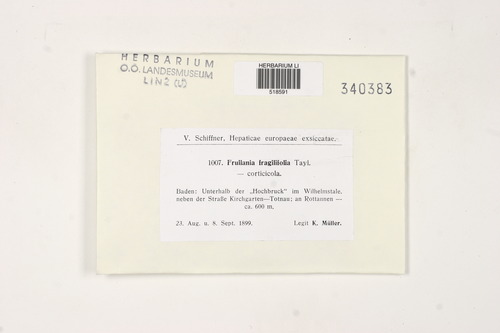 HERBARIUM
O.Ö. LANDESMUSEUM
LINZ (LI)
HERBARIUM LI
518591
340383
V. Schiffner, Hepaticae europaeae exsiccatae.
1007. Frullania fragilifolia Tayl.
— corticicola.
Baden: Unterhalb der „Hochbruck" im Wilhelmstale,
neben der Straße Kirchgarten—Totnau; an Rottannen —
ca. 600 m.
23. Aug. u. 8. Sept. 1899.
Legit K. Müller.